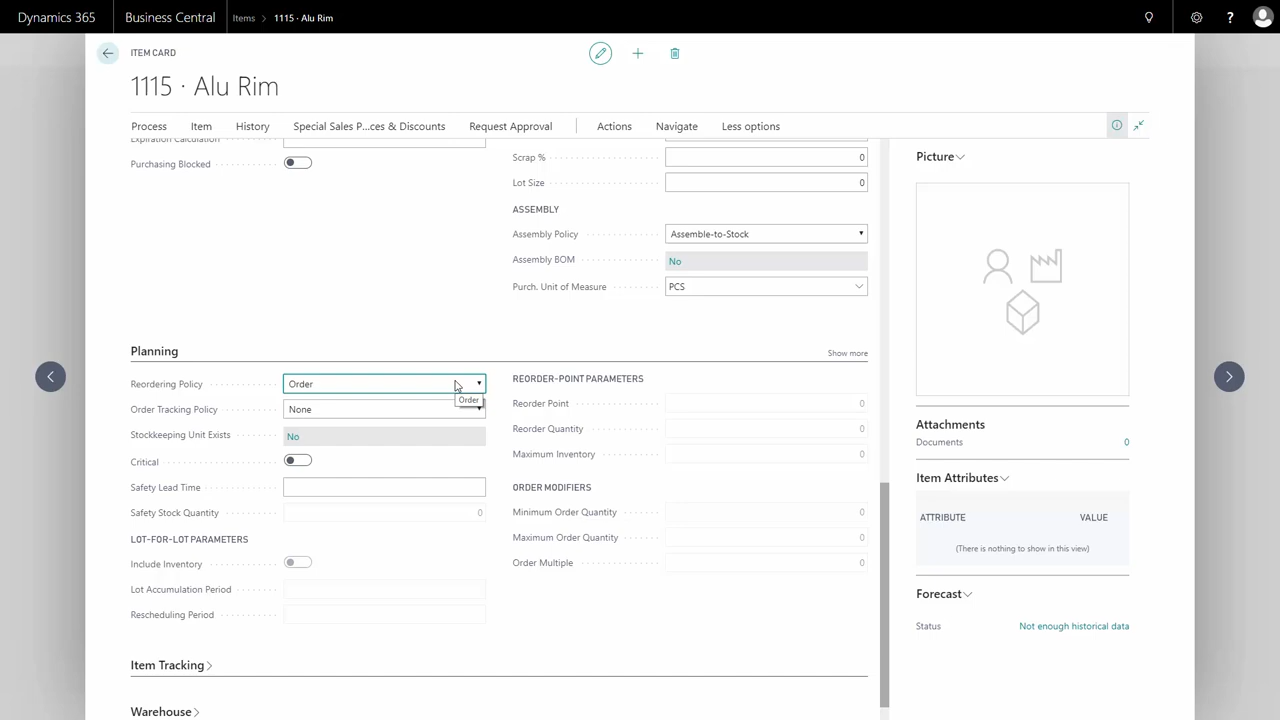 Dynamics 365
Business Central
Items > 1115 · Alu Rim
ITEM CARD
1115 · Alu Rim
Process
Item
History
Special Sales P...ces & Discounts
Request Approval
Actions
Navigate
Less options
Expiration Calculation
Purchasing Blocked
Scrap % 0
Lot Size 0
ASSEMBLY
Assembly Policy Assemble-to-Stock
Assembly BOM No
Purch. Unit of Measure PCS
Planning
Show more
Reordering Policy Order
Order
Order Tracking Policy None
Stockkeeping Unit Exists No
Critical
Safety Lead Time
Safety Stock Quantity 0
LOT-FOR-LOT PARAMETERS
Include Inventory
Lot Accumulation Period
Rescheduling Period
REORDER-POINT PARAMETERS
Reorder Point 0
Reorder Quantity 0
Maximum Inventory 0
ORDER MODIFIERS
Minimum Order Quantity 0
Maximum Order Quantity 0
Order Multiple 0
Item Tracking
Warehouse
Picture
Attachments
Documents 0
Item Attributes
ATTRIBUTE VALUE
(There is nothing to show in this view)
Forecast
Status Not enough historical data